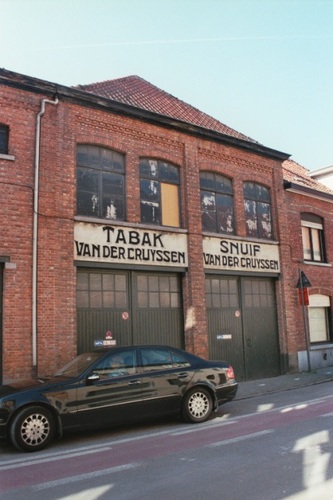 TABAK
VAN DER CRUYSSEN
SNUIF
VAN DER CRUYSSEN